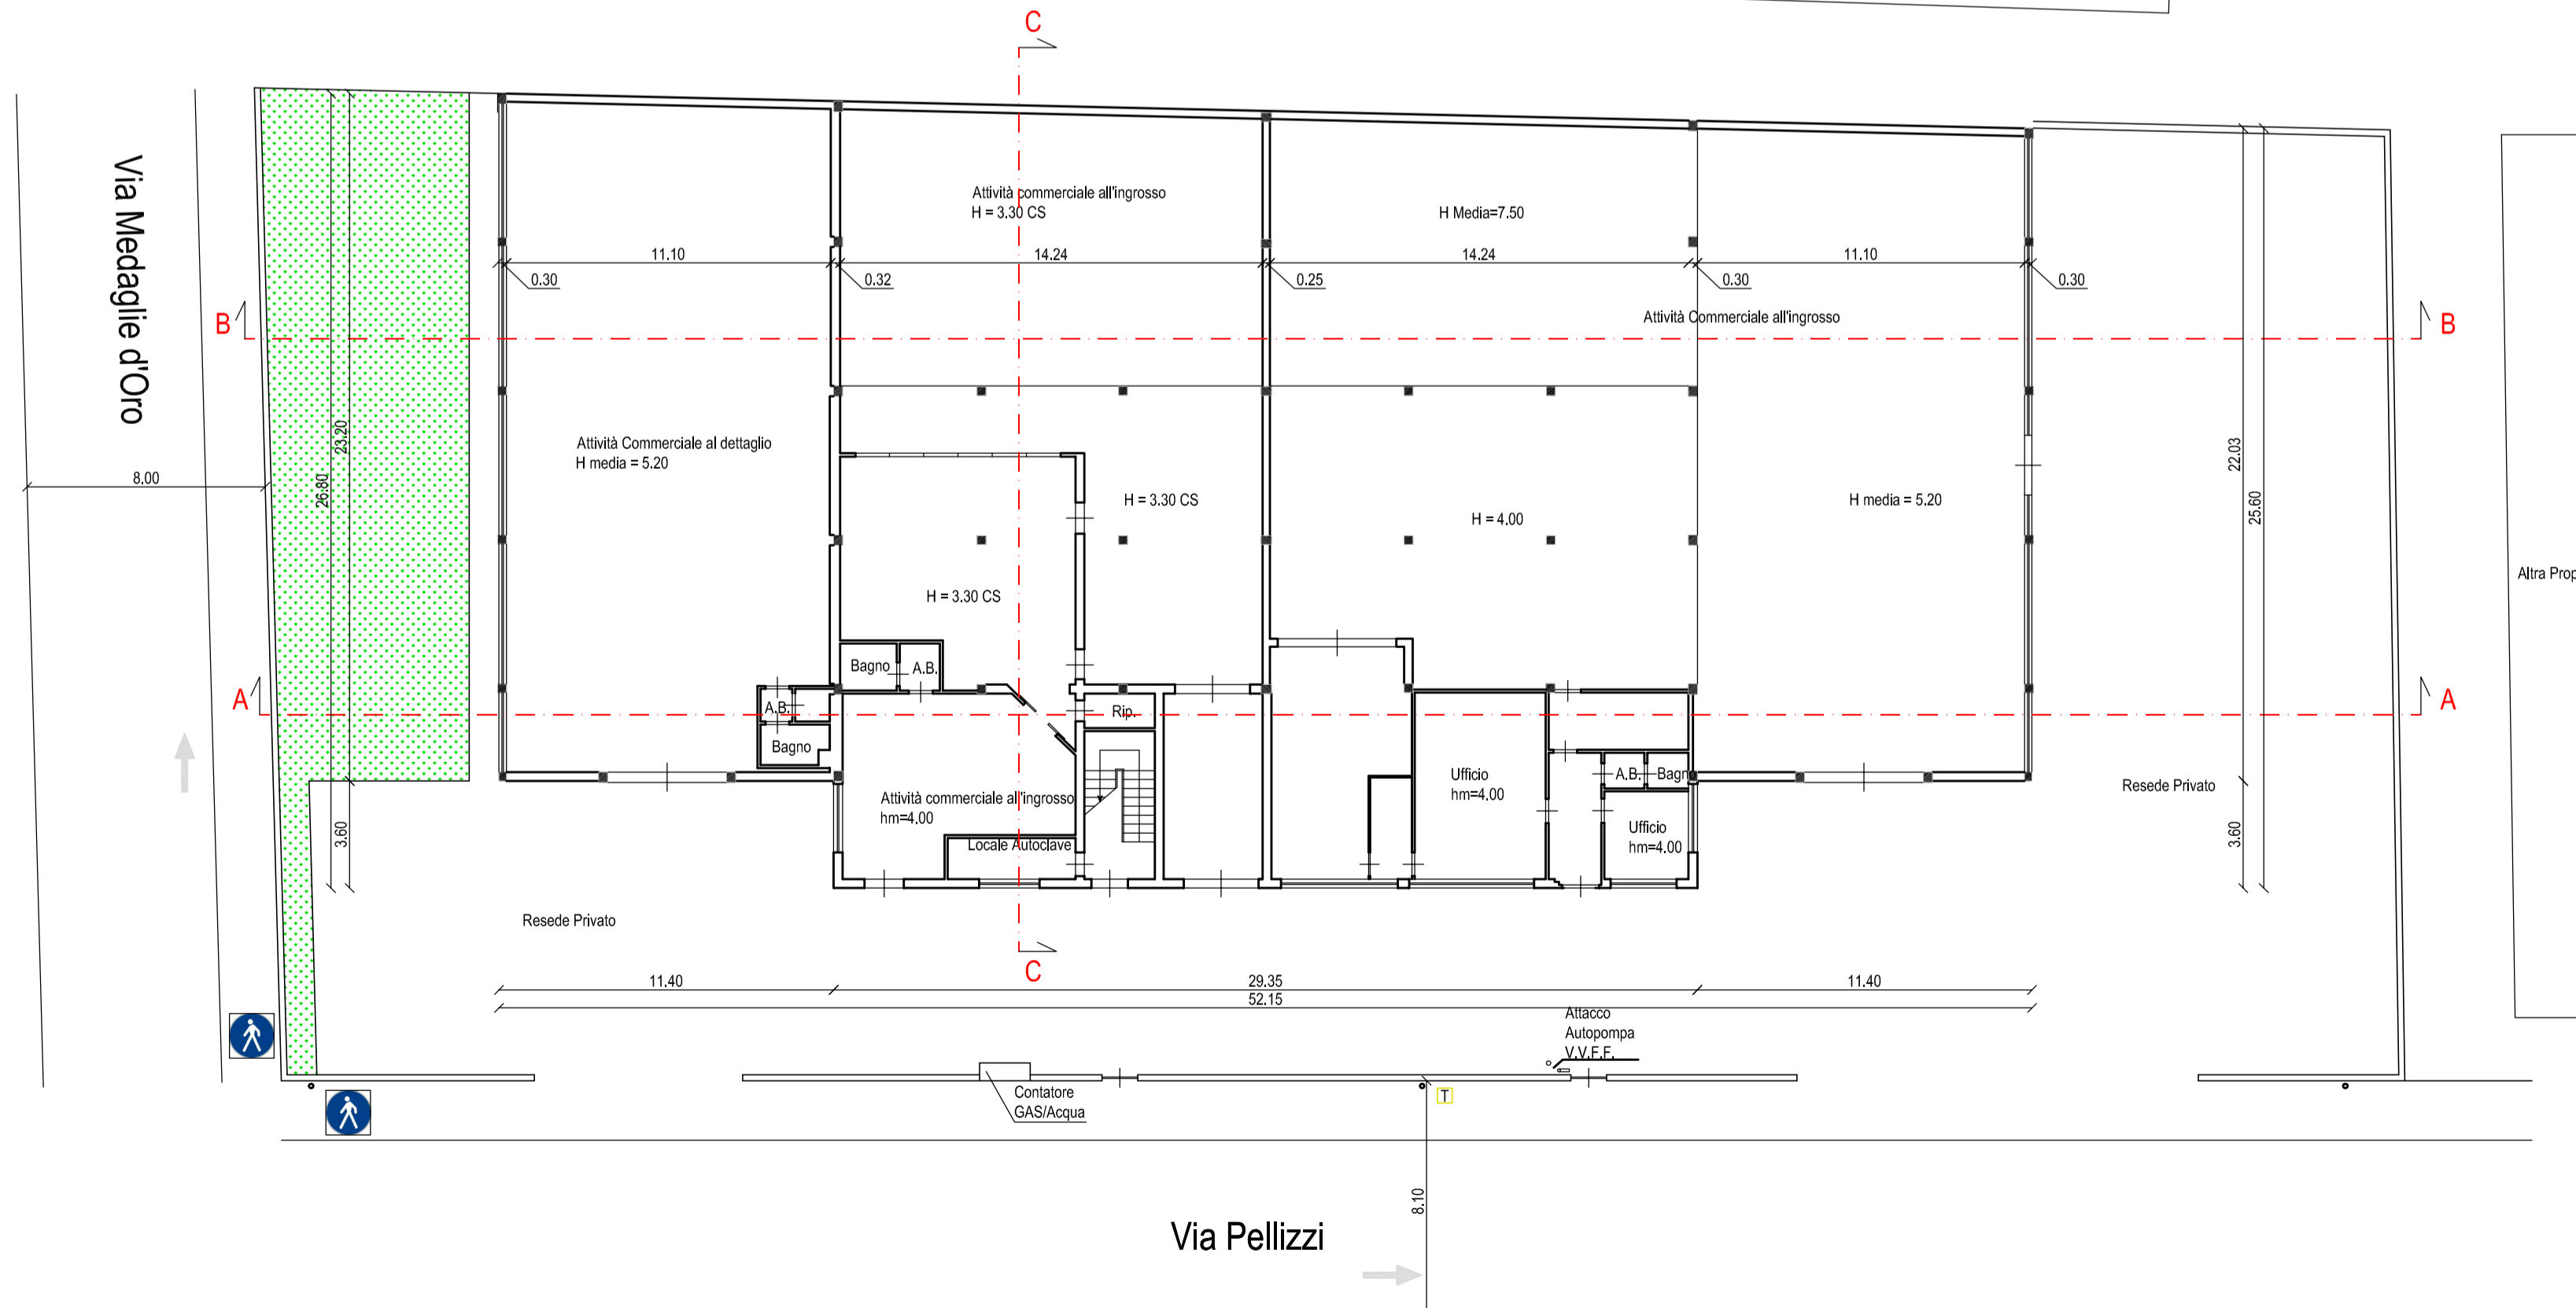 C
Via Medaglie d'Oro
Attività commerciale all'ingrosso
H = 3.30 CS
H Media=7.50
11.10
14.24
14.24
11.10
0.30
0.32
0.25
0.30
0.30
B
Attività Commerciale all'ingrosso
B
23.20
26.80
Attività Commerciale al dettaglio
H media = 5.20
8.00
H = 3.30 CS
H = 4.00
H media = 5.20
22.03
25.60
Altra Prop
H = 3.30 CS
Bagno
A.B.
A
A.B.
Rip.
A
Bagno
Ufficio
hm=4.00
A.B.
Bagno
Resede Privato
Attività commerciale all'ingrosso
hm=4.00
3.60
Locale Autoclave
Ufficio
hm=4.00
3.60
Resede Privato
C
11.40
29.35
11.40
52.15
Attacco
Autopompa
V.V.F.F.
Contatore
GAS/Acqua
T
8.10
Via Pellizzi